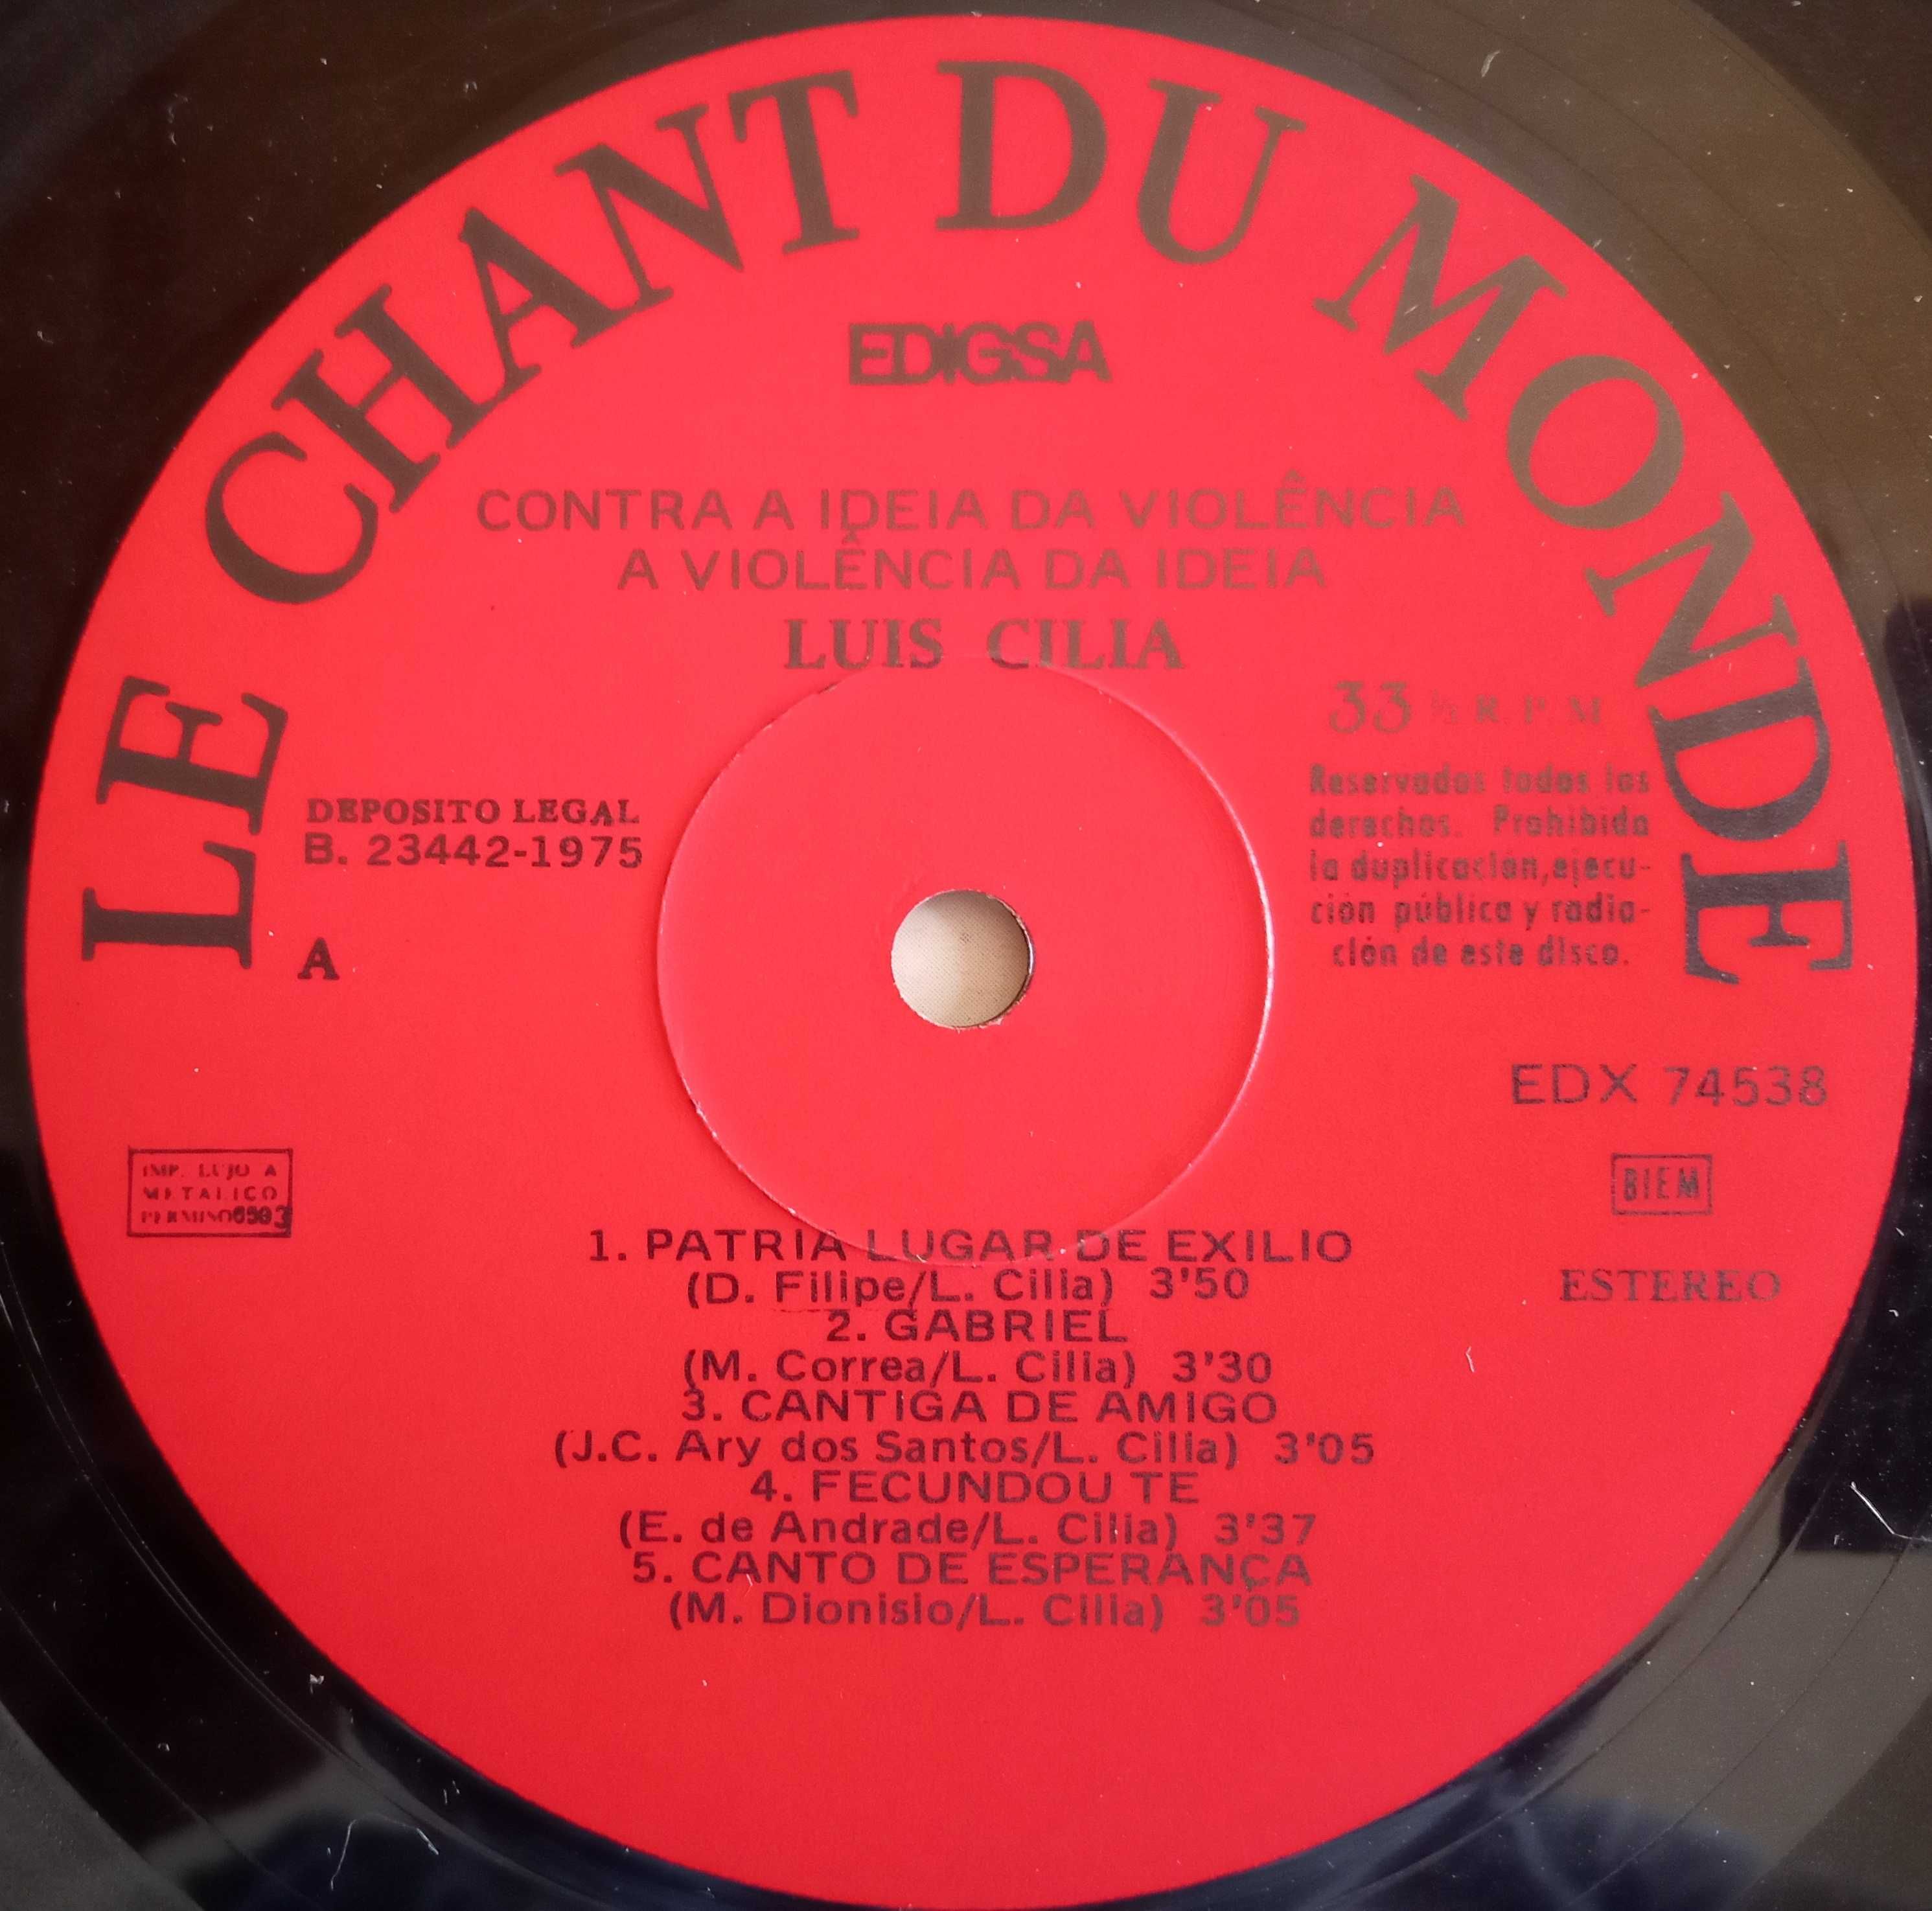 LE CHANT DU MONDE
EDIGSA
CONTRA A IDEIA DA VIOLÊNCIA
A VIOLÊNCIA DA IDEIA
LUIS CILIA
33 ⅓ R. P. M.
Reservados todos los
derechos. Prohibida
la duplicación, ejecu-
ción pública y radia-
ción de este disco.
DEPOSITO LEGAL
B. 23442-1975
A
EDX 74538
BIEM
ESTEREO
IMP. LUJO A
METALICO
1. PATRIA LUGAR DE EXILIO
(D. Filipe/L. Cilia) 3'50
2. GABRIEL
(M. Correa/L. Cilia) 3'30
3. CANTIGA DE AMIGO
(J.C. Ary dos Santos/L. Cilia) 3'05
4. FECUNDOU TE
(E. de Andrade/L. Cilia) 3'37
5. CANTO DE ESPERANÇA
(M. Dionisio/L. Cilia) 3'05